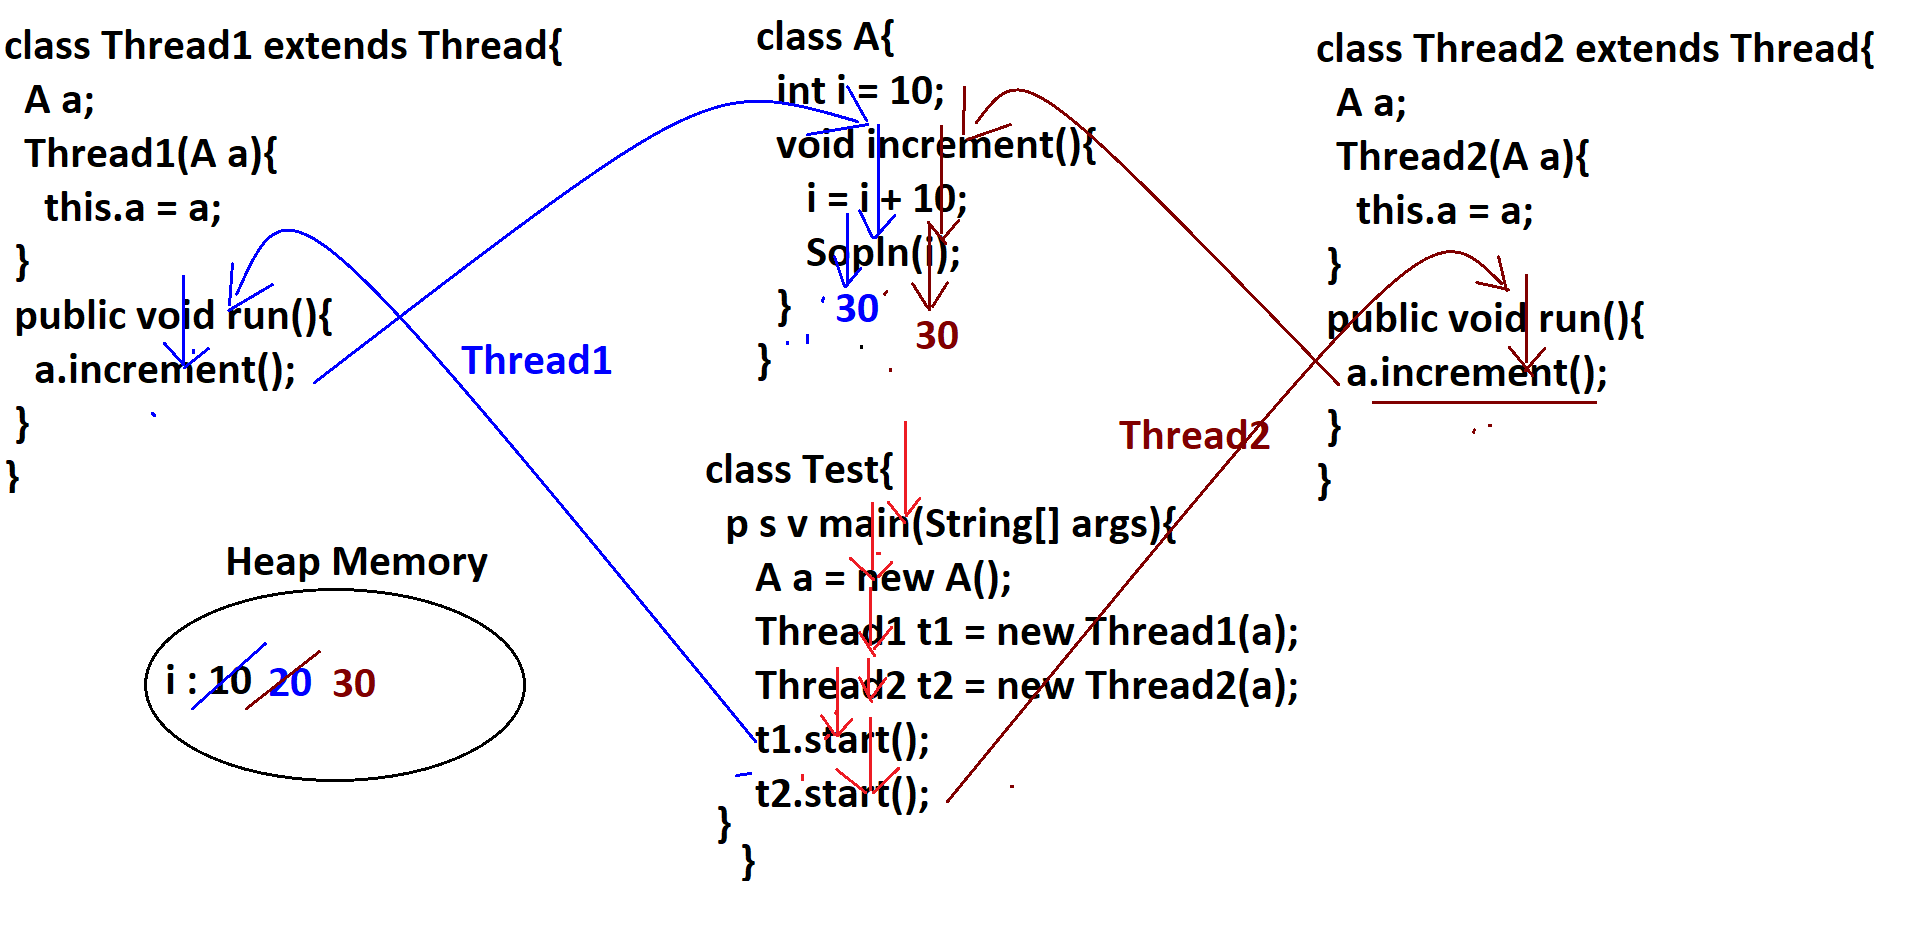 class Thread1 extends Thread{
A a;
Thread1(A a){
this.a = a;
}
public void run(){
a.increment();
}
}
class A{
int i = 10;
void increment(){
i = i + 10;
Sopln(i);
}
30
30
}
class Thread2 extends Thread{
A a;
Thread2(A a){
this.a = a;
}
public void run(){
a.increment();
}
}
Thread1
Thread2
class Test{
p s v main(String[] args){
A a = new A();
Thread1 t1 = new Thread1(a);
Thread2 t2 = new Thread2(a);
t1.start();
t2.start();
}
}
Heap Memory
i : 10 20 30